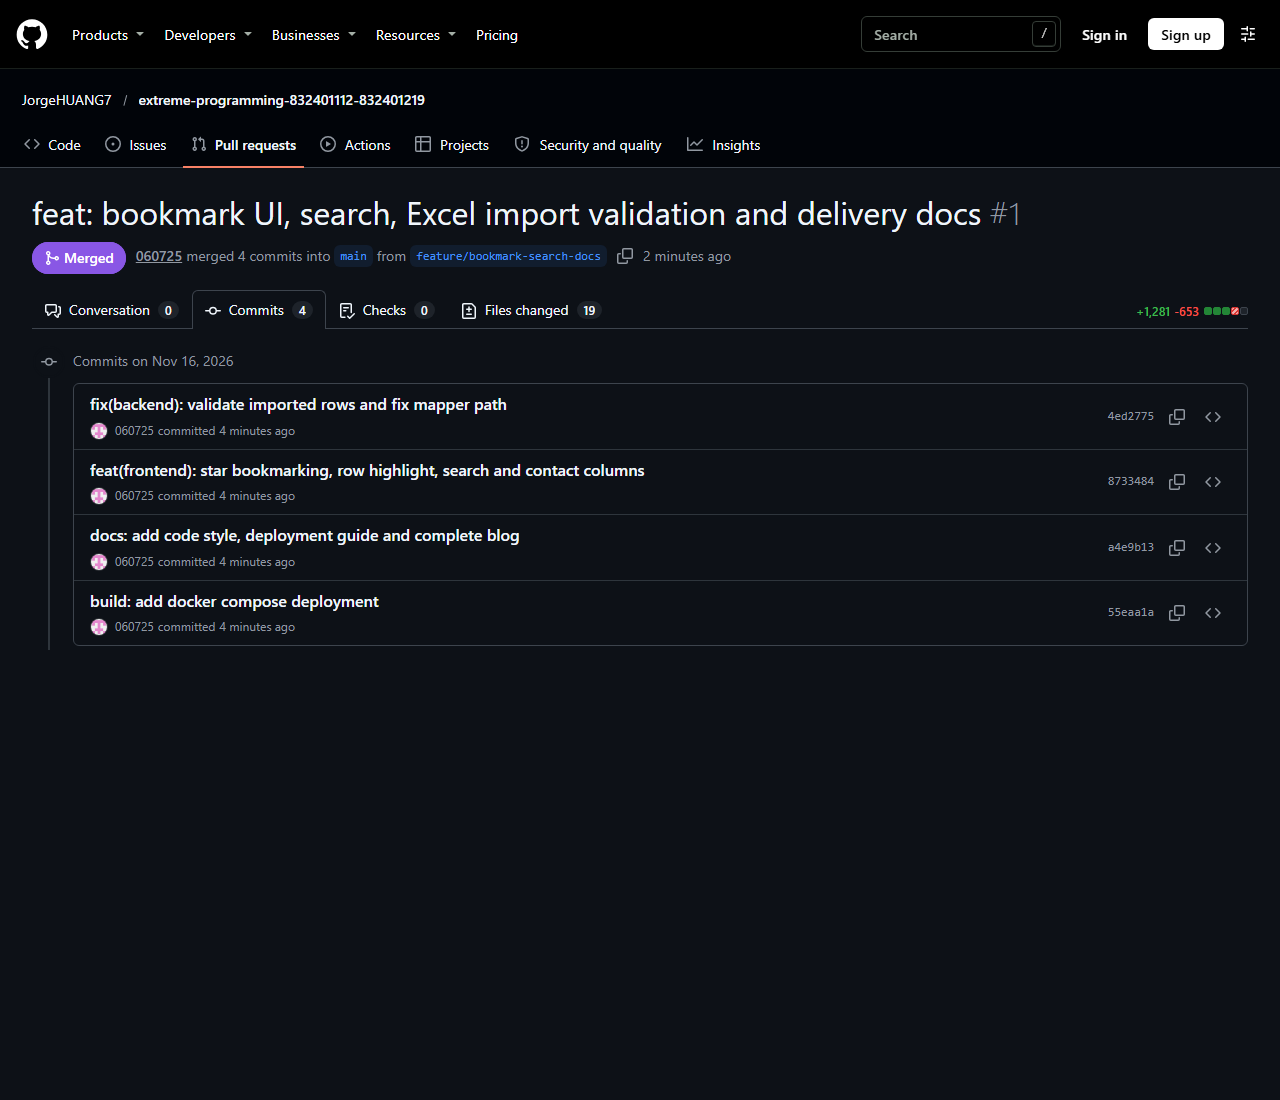 Products Developers Businesses Resources Pricing Search / Sign in Sign up
JorgeHUANG7 / extreme-programming-832401112-832401219
Code Issues Pull requests Actions Projects Security and quality Insights
feat: bookmark UI, search, Excel import validation and delivery docs #1
Merged 060725 merged 4 commits into main from feature/bookmark-search-docs 2 minutes ago
Conversation 0 Commits 4 Checks 0 Files changed 19 +1,281 -653
Commits on Nov 16, 2026
fix(backend): validate imported rows and fix mapper path
060725 committed 4 minutes ago
4ed2775
feat(frontend): star bookmarking, row highlight, search and contact columns
060725 committed 4 minutes ago
8733484
docs: add code style, deployment guide and complete blog
060725 committed 4 minutes ago
a4e9b13
build: add docker compose deployment
060725 committed 4 minutes ago
55eaa1a